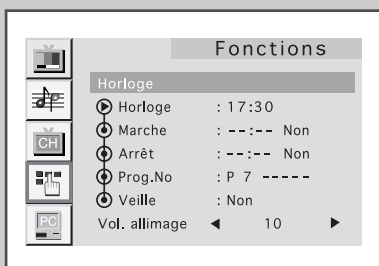 Fonctions
Horloge
Horloge : 17:30
Marche : --:-- Non
Arrêt : --:-- Non
CH
Prog.No : P 7 -----
Veille : Non
PC
Vol. allimage ◀ 10 ▶